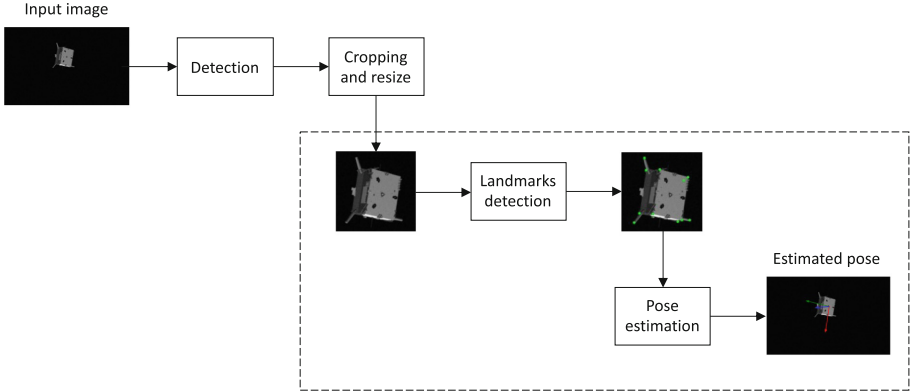 Input image
Detection
Cropping
and resize
Landmarks
detection
Estimated pose
Pose
estimation